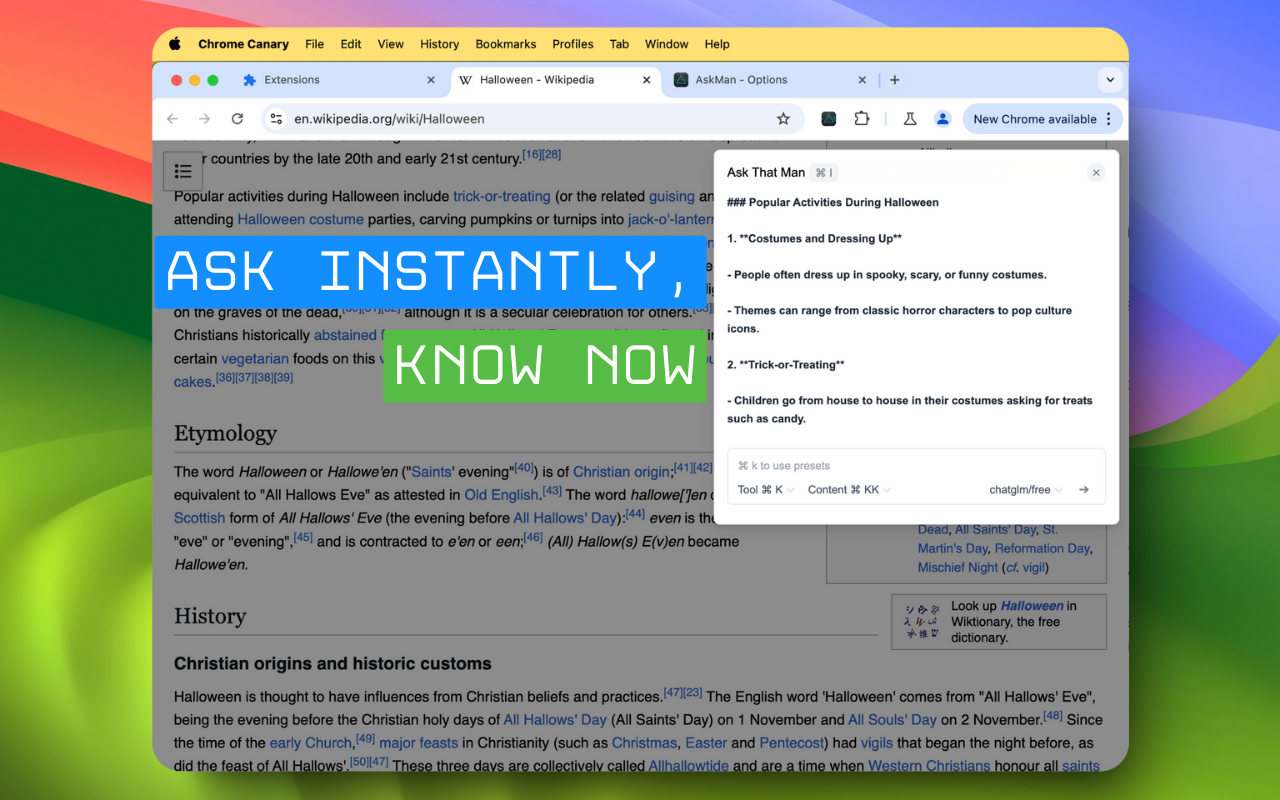 Chrome Canary File Edit View History Bookmarks Profiles Tab Window Help
Extensions
Halloween - Wikipedia
AskMan - Options
en.wikipedia.org/wiki/Halloween
New Chrome available
countries by the late 20th and early 21st century.[16][28]
Popular activities during Halloween include trick-or-treating (or the related guising
attending Halloween costume parties, carving pumpkins or turnips into
ASK INSTANTLY,
on the graves of the dead, although it is a secular celebration for others.
Christians historically abstained
KNOW NOW
certain vegetarian foods on this
cakes.[36][37][38][39]
Etymology
The word Halloween or Hallowe'en ("Saints' evening"[40]) is of Christian origin;[41][42]
equivalent to "All Hallows Eve" as attested in Old English.[43] The word hallowe[']en
Scottish form of All Hallows' Eve (the evening before All Hallows' Day):[44] even is
"eve" or "evening",[45] and is contracted to e'en or een;[46] (All) Hallow(s) E(v)en became
Hallowe'en.
History
Christian origins and historic customs
Halloween is thought to have influences from Christian beliefs and practices.[47][23] The English word 'Halloween' comes from "All Hallows' Eve",
being the evening before the Christian holy days of All Hallows' Day (All Saints' Day) on 1 November and All Souls' Day on 2 November.[48] Since
the time of the early Church,[49] major feasts in Christianity (such as Christmas, Easter and Pentecost) had vigils that began the night before, as
did the feast of All Hallows'.[50][47] These three days are collectively called Allhallowtide and are a time when Western Christians honour all saints
Ask That Man ⌘ I
### Popular Activities During Halloween
1. **Costumes and Dressing Up**
- People often dress up in spooky, scary, or funny costumes.
- Themes can range from classic horror characters to pop culture
icons.
2. **Trick-or-Treating**
- Children go from house to house in their costumes asking for treats
such as candy.
⌘ k to use presets
Tool ⌘ K Content ⌘ KK chatglm/free
Dead, All Saints' Day, St.
Martin's Day, Reformation Day,
Mischief Night (cf. vigil)
Look up Halloween in
Wiktionary, the free
dictionary.